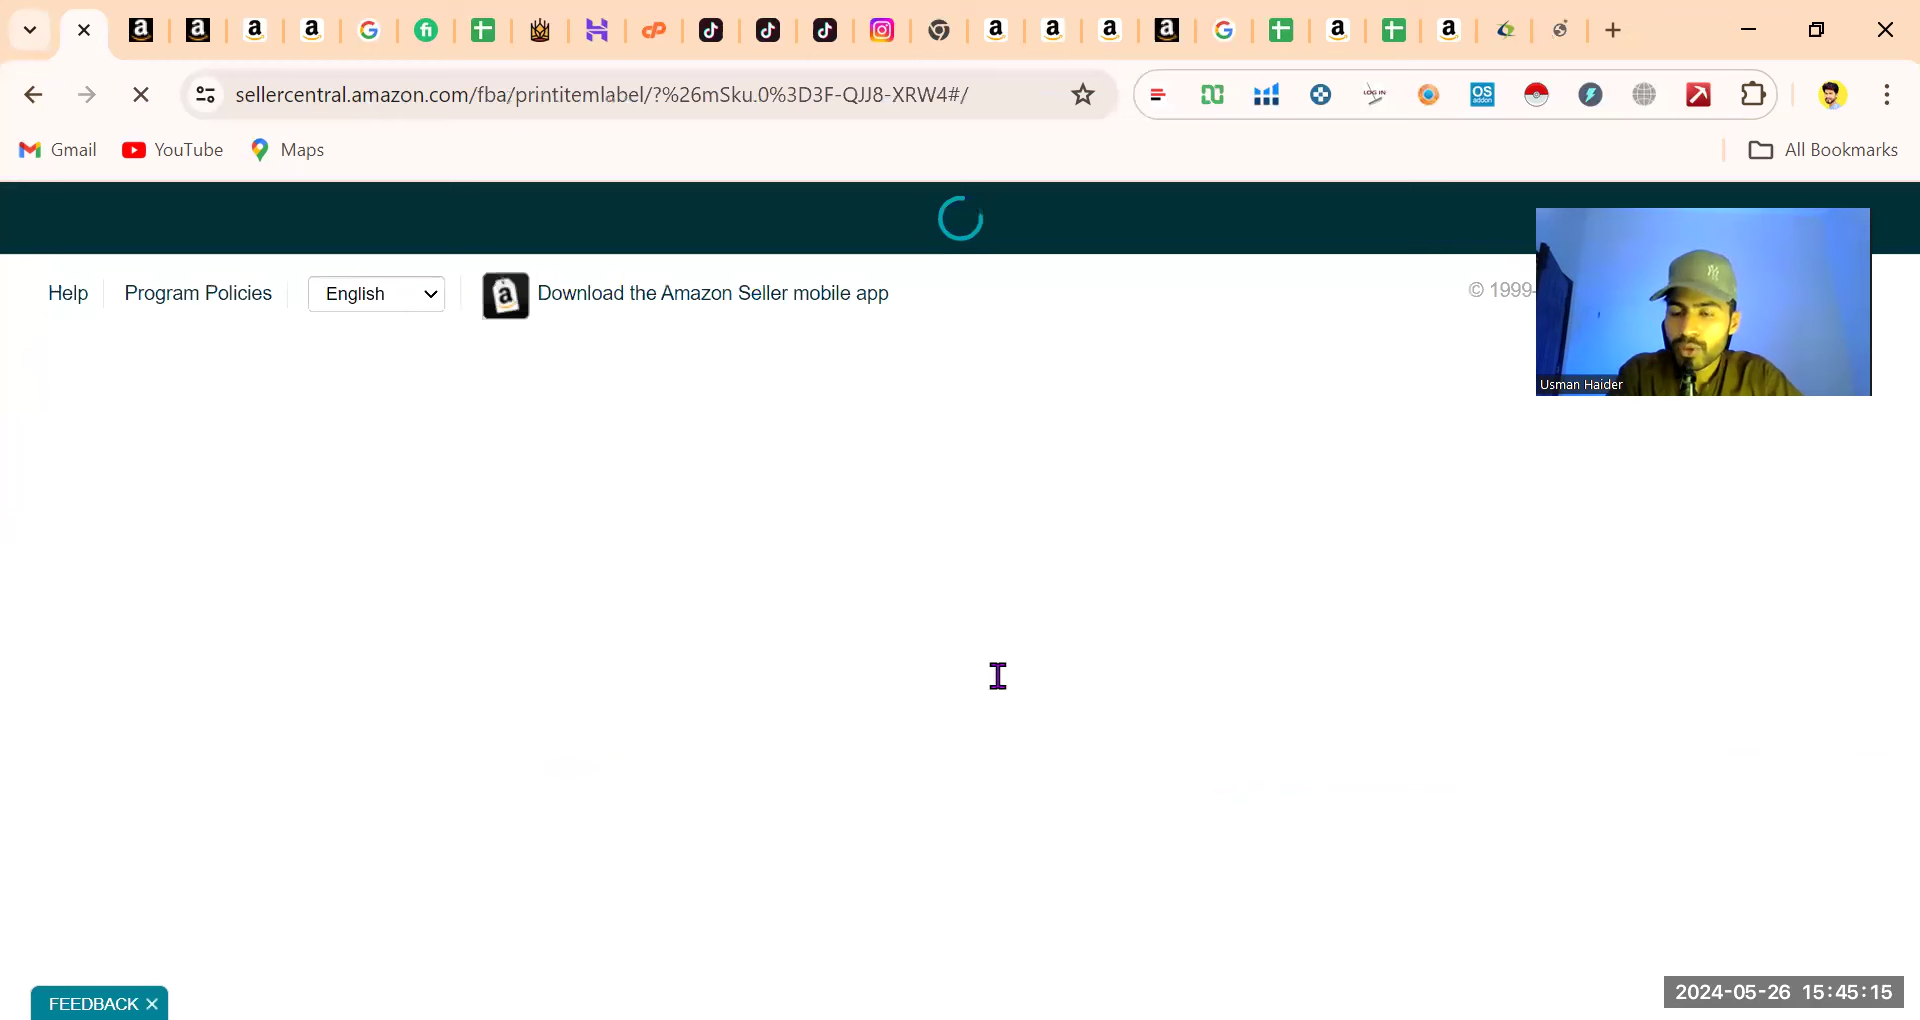 sellercentral.amazon.com/fba/printitemlabel/?%26mSku.0%3D3F-QJJ8-XRW4#/
Gmail
YouTube
Maps
All Bookmarks
Help
Program Policies
English
Download the Amazon Seller mobile app
© 1999-
Usman Haider
FEEDBACK
2024-05-26 15:45:15